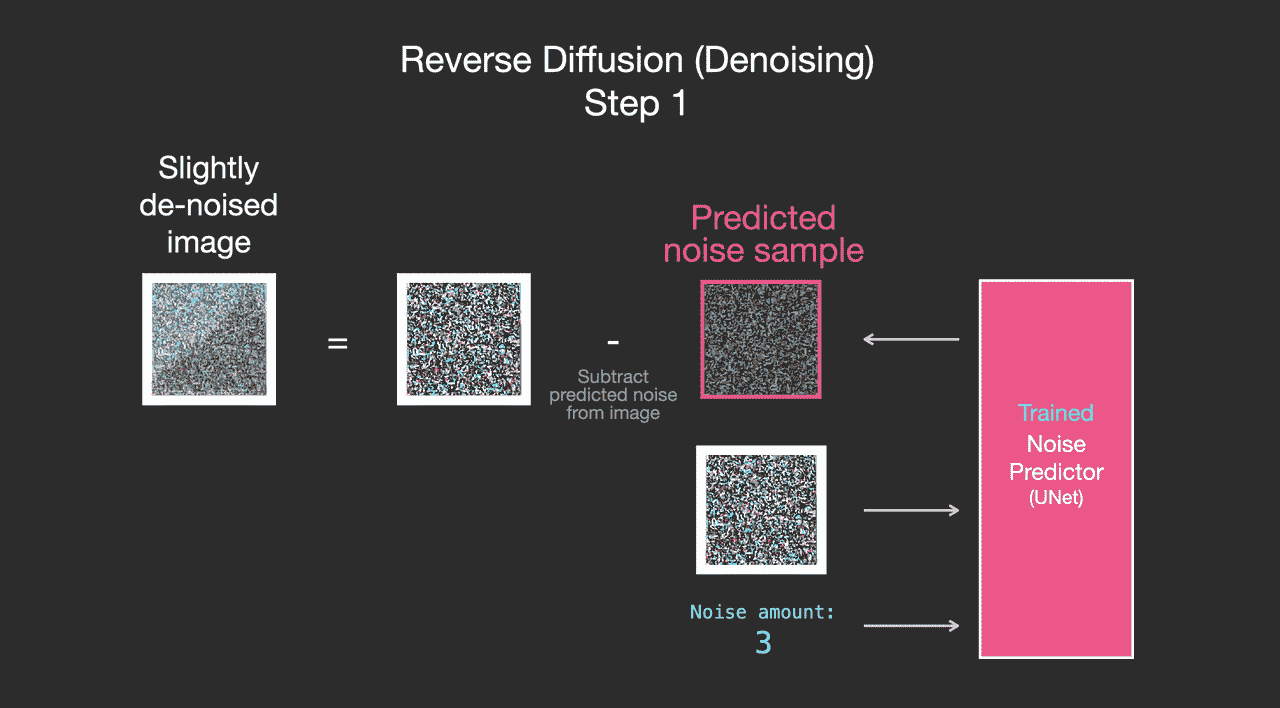 Reverse Diffusion (Denoising)
Step 1
Slightly
de-noised
image
=
-
Subtract
predicted noise
from image
Predicted
noise sample
Trained
Noise
Predictor
(UNet)
Noise amount:
3